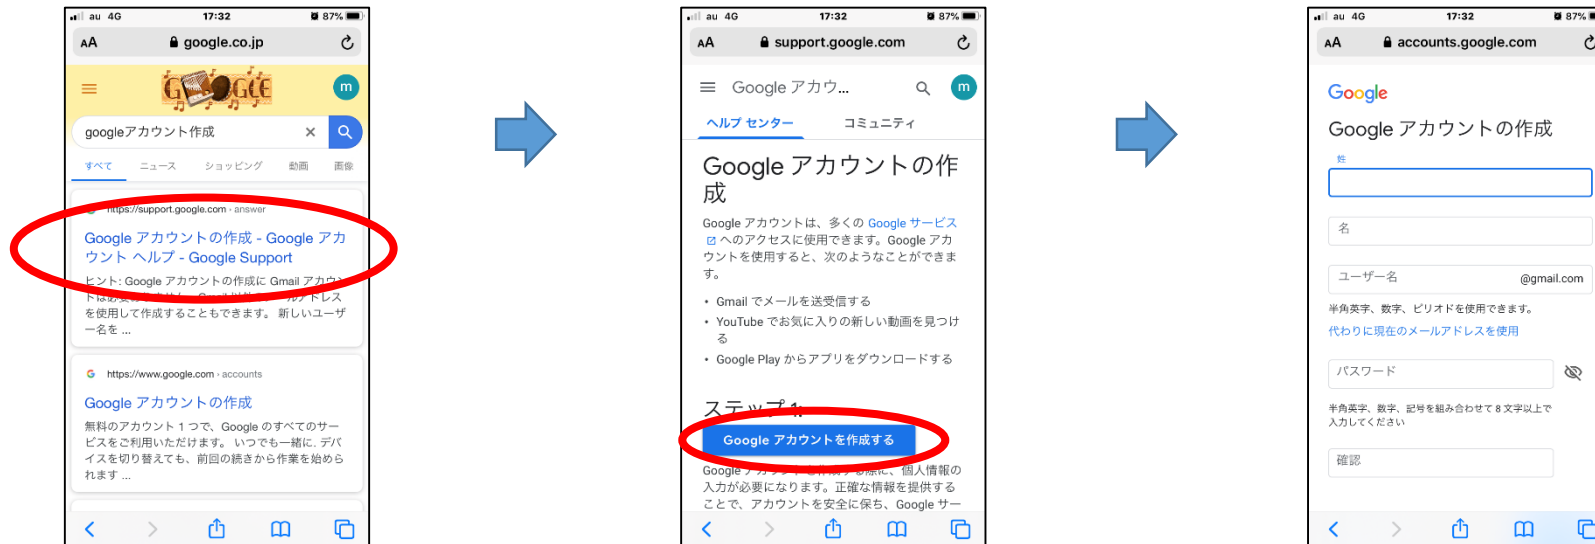 au 4G 17:32 87%
AA google.co.jp
GOOGLE m
googleアカウント作成
すべて ニュース ショッピング 動画 画像
https://support.google.com › answer
Google アカウントの作成 - Google アカ
ウント ヘルプ - Google Support
ヒント: Google アカウントの作成に Gmail アカウン
トは必要
を使用して作成することもできます。 新しいユーザ
ー名を ...
https://www.google.com › accounts
Google アカウントの作成
無料のアカウント 1 つで、Google のすべてのサー
ビスをご利用いただけます。 いつでも一緒に. デバ
イスを切り替えても、前回の続きから作業を始めら
れます ...
au 4G 17:32 87%
AA support.google.com
Google アカウ... m
ヘルプ センター コミュニティ
Google アカウントの作
成
Google アカウントは、多くの Google サービス
へのアクセスに使用できます。Google アカ
ウントを使用すると、次のようなことができま
す。
• Gmail でメールを送受信する
• YouTube でお気に入りの新しい動画を見つけ
る
• Google Play からアプリをダウンロードする
ステップ 1:
Google アカウントを作成する
Google 際に、個人情報の
入力が必要になります。正確な情報を提供する
ことで、アカウントを安全に保ち、Google サー
au 4G 17:32 87%
AA accounts.google.com
Google
Google アカウントの作成
姓
名
ユーザー名 @gmail.com
半角英字、数字、ピリオドを使用できます。
代わりに現在のメールアドレスを使用
パスワード
半角英字、数字、記号を組み合わせて 8 文字以上で
入力してください
確認